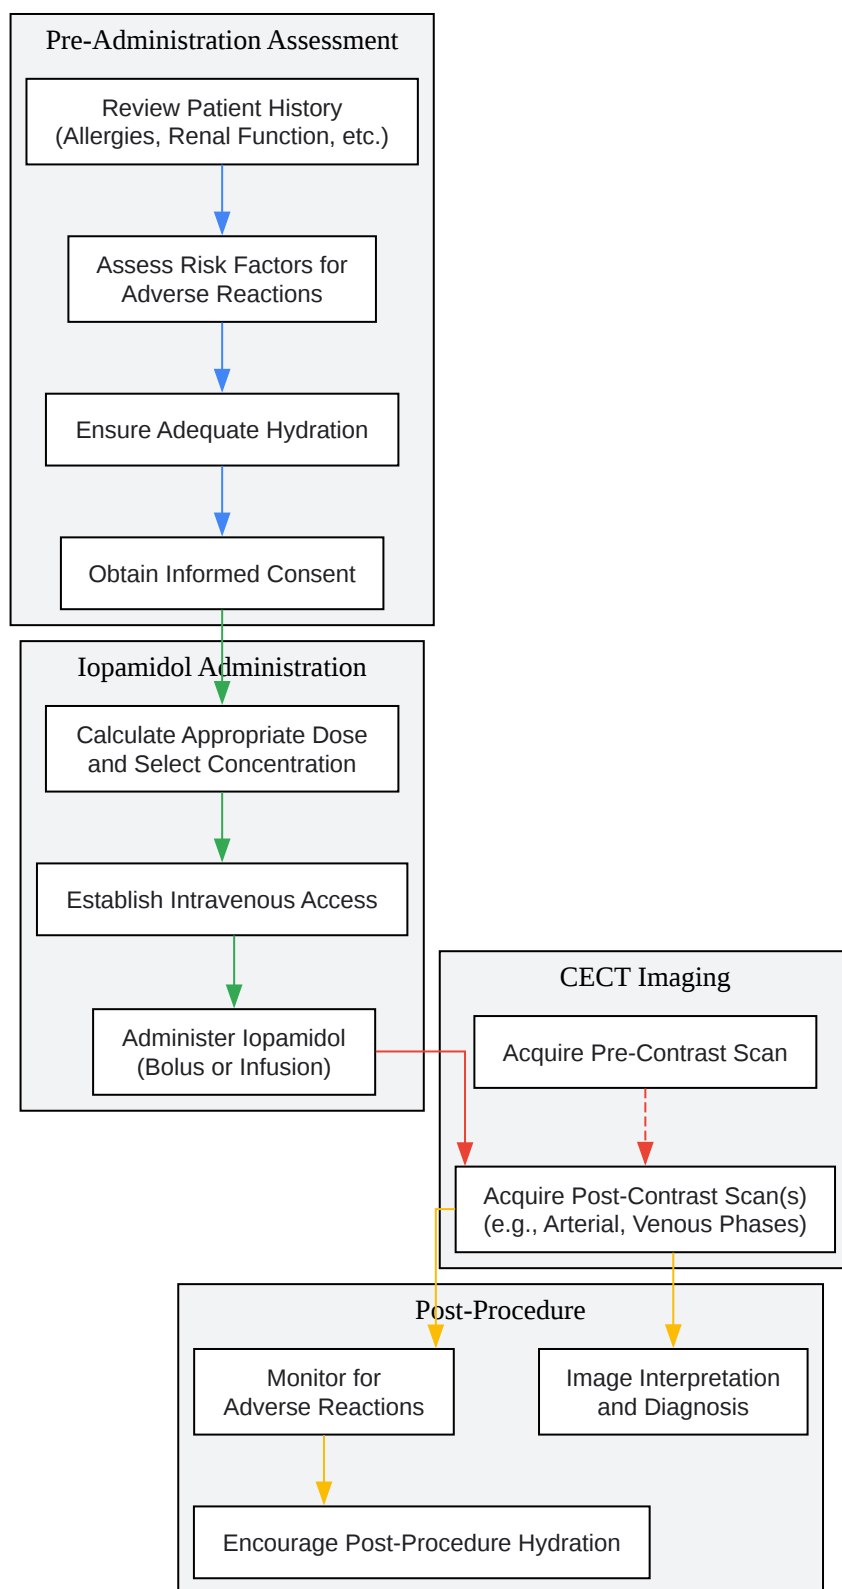 Pre-Administration Assessment
Review Patient History
(Allergies, Renal Function, etc.)
Assess Risk Factors for
Adverse Reactions
Ensure Adequate Hydration
Obtain Informed Consent
Iopamidol Administration
Calculate Appropriate Dose
and Select Concentration
Establish Intravenous Access
Administer Iopamidol
(Bolus or Infusion)
CECT Imaging
Acquire Pre-Contrast Scan
Acquire Post-Contrast Scan(s)
(e.g., Arterial, Venous Phases)
Post-Procedure
Monitor for
Adverse Reactions
Image Interpretation
and Diagnosis
Encourage Post-Procedure Hydration